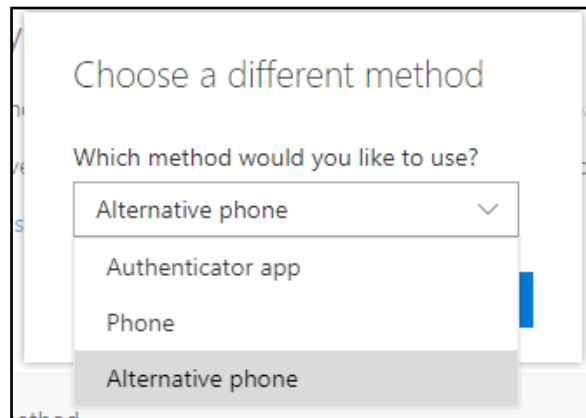 Choose a different method
Which method would you like to use?
Alternative phone
Authenticator app
Phone
Alternative phone